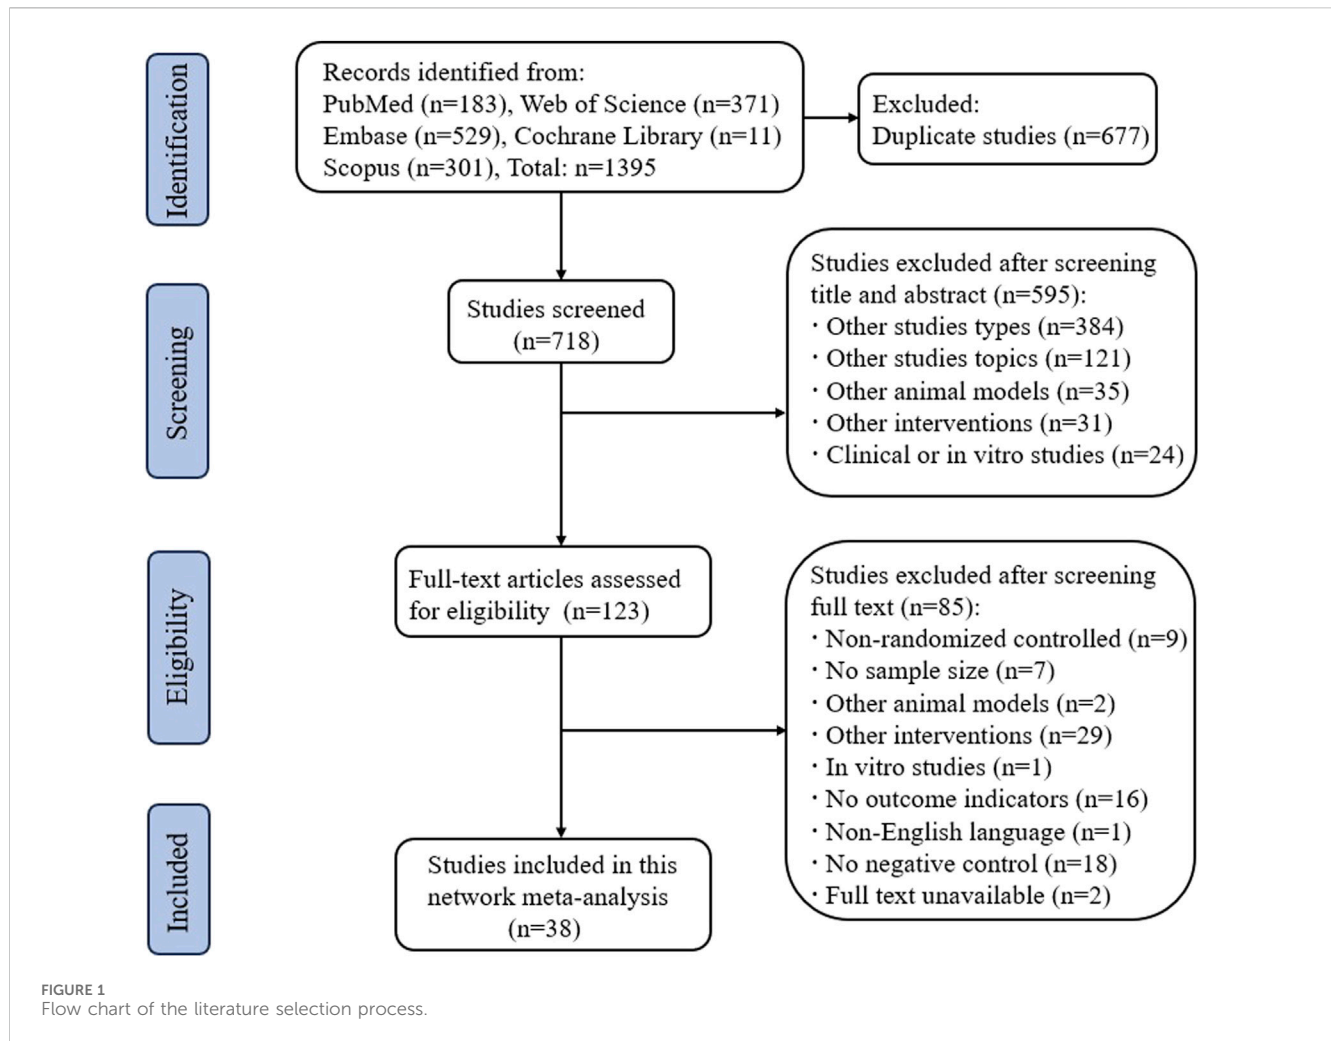 Identification
Records identified from:
PubMed (n=183), Web of Science (n=371)
Embase (n=529), Cochrane Library (n=11)
Scopus (n=301), Total: n=1395
Excluded:
Duplicate studies (n=677)
Screening
Studies screened
(n=718)
Studies excluded after screening
title and abstract (n=595):
· Other studies types (n=384)
· Other studies topics (n=121)
· Other animal models (n=35)
· Other interventions (n=31)
· Clinical or in vitro studies (n=24)
Eligibility
Full-text articles assessed
for eligibility (n=123)
Studies excluded after screening
full text (n=85):
· Non-randomized controlled (n=9)
· No sample size (n=7)
· Other animal models (n=2)
· Other interventions (n=29)
· In vitro studies (n=1)
· No outcome indicators (n=16)
· Non-English language (n=1)
· No negative control (n=18)
· Full text unavailable (n=2)
Included
Studies included in this
network meta-analysis
(n=38)
FIGURE 1
Flow chart of the literature selection process.